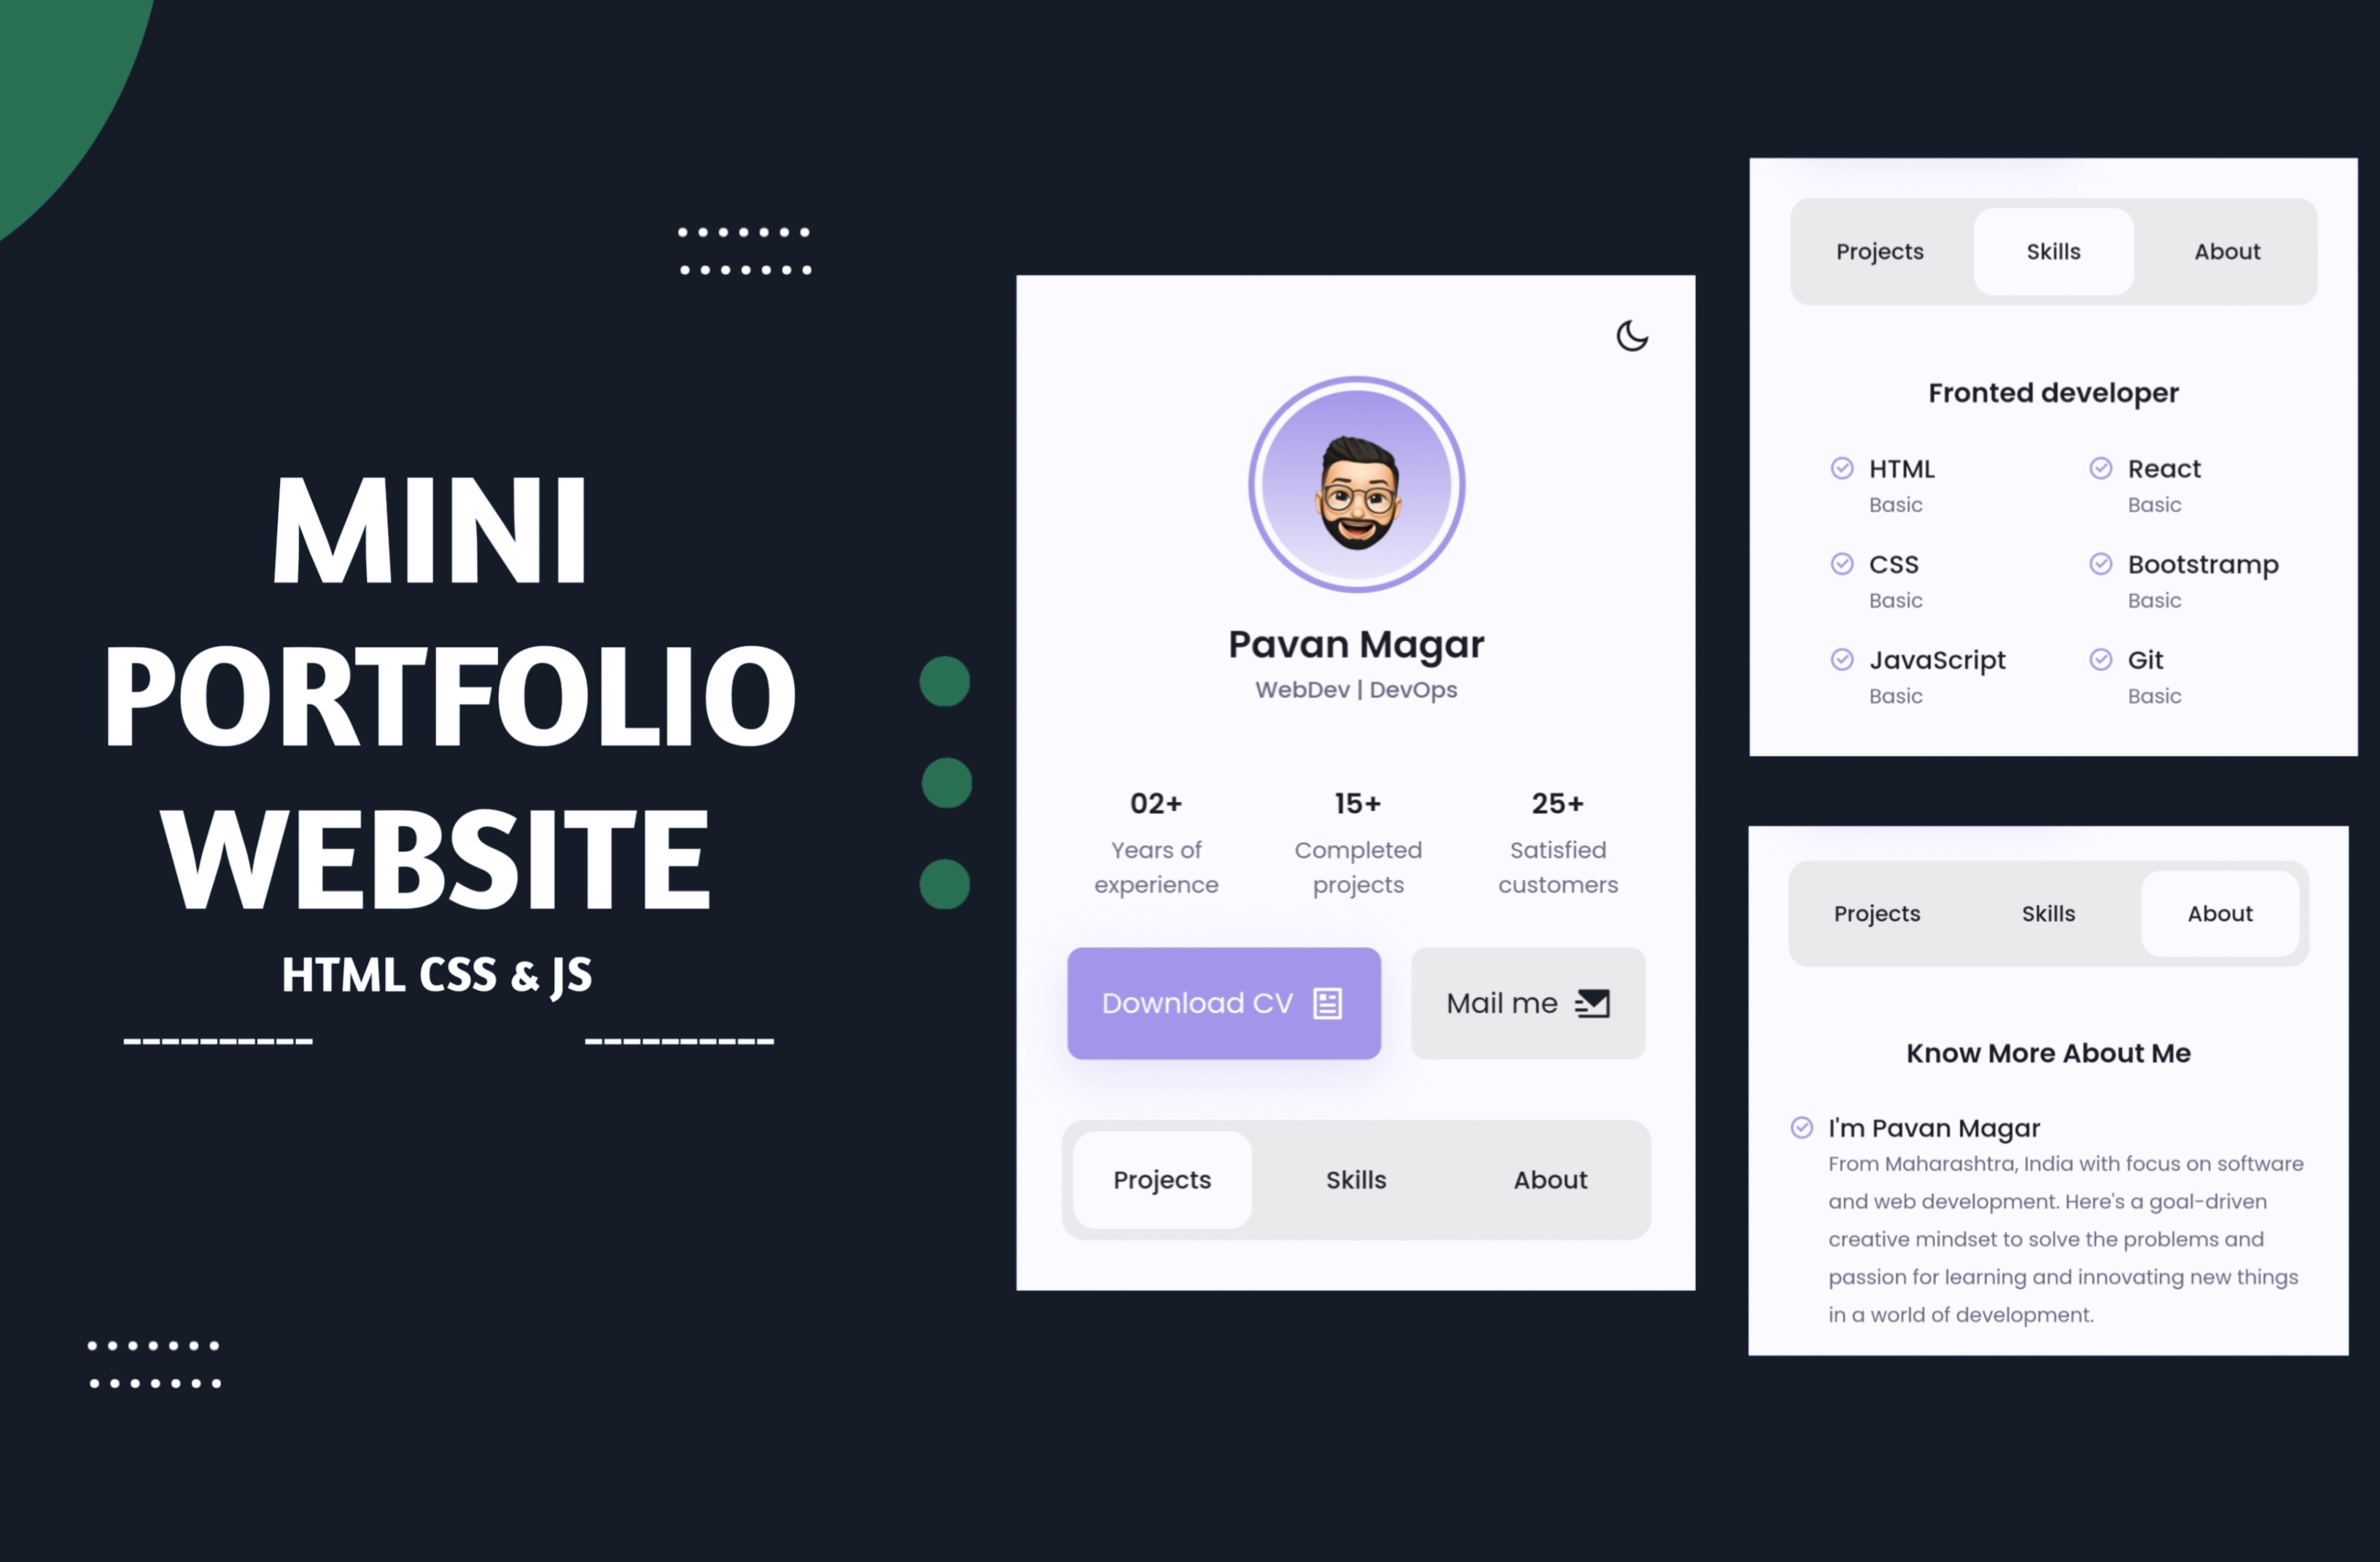 MINI
PORTFOLIO
WEBSITE
HTML CSS & JS
Pavan Magar
WebDev | DevOps
02+
Years of
experience
15+
Completed
projects
25+
Satisfied
customers
Download CV
Mail me
Projects Skills About
Projects Skills About
Fronted developer
HTML
Basic
CSS
Basic
JavaScript
Basic
React
Basic
Bootstramp
Basic
Git
Basic
Projects Skills About
Know More About Me
I'm Pavan Magar
From Maharashtra, India with focus on software
and web development. Here's a goal-driven
creative mindset to solve the problems and
passion for learning and innovating new things
in a world of development.